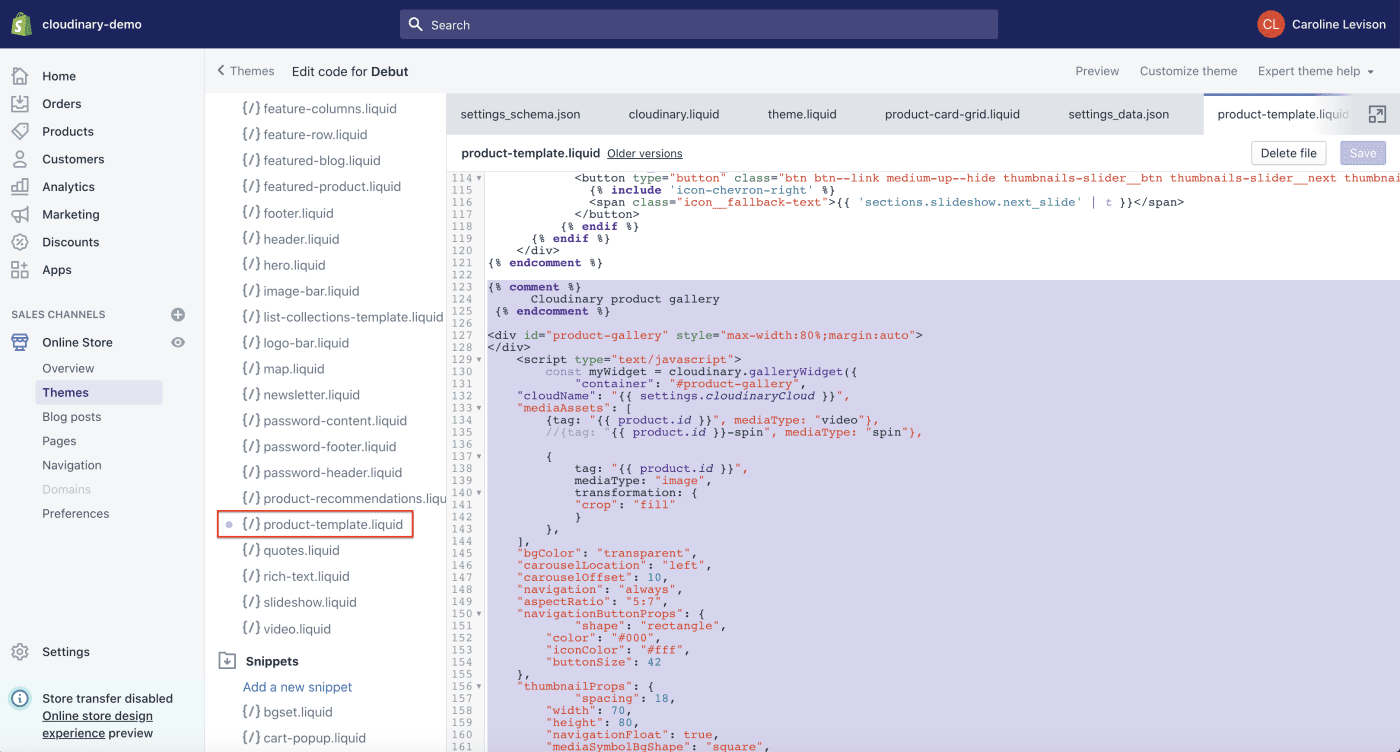 cloudinary-demo
Search
CL Caroline Levison
Home
Orders
Products
Customers
Analytics
Marketing
Discounts
Apps
SALES CHANNELS
Online Store
Overview
Themes
Blog posts
Pages
Navigation
Domains
Preferences
Settings
Store transfer disabled
Online store design
experience preview
Themes Edit code for Debut
Preview Customize theme Expert theme help
{/} feature-columns.liquid
{/} feature-row.liquid
{/} featured-blog.liquid
{/} featured-product.liquid
{/} footer.liquid
{/} header.liquid
{/} hero.liquid
{/} image-bar.liquid
{/} list-collections-template.liquid
{/} logo-bar.liquid
{/} map.liquid
{/} newsletter.liquid
{/} password-content.liquid
{/} password-footer.liquid
{/} password-header.liquid
{/} product-recommendations.liqu
{/} product-template.liquid
{/} quotes.liquid
{/} rich-text.liquid
{/} slideshow.liquid
{/} video.liquid
Snippets
Add a new snippet
{/} bgset.liquid
{/} cart-popup.liquid
settings_schema.json cloudinary.liquid theme.liquid product-card-grid.liquid settings_data.json product-template.liquid
product-template.liquid Older versions Delete file Save
114 <button type="button" class="btn btn--link medium-up--hide thumbnails-slider__btn thumbnails-slider__next thumbnai
115 {% include 'icon-chevron-right' %}
116 <span class="icon__fallback-text">{{ 'sections.slideshow.next_slide' | t }}</span>
117 </button>
118 {% endif %}
119 {% endif %}
120 </div>
121 {% endcomment %}
122
123 {% comment %}
124 Cloudinary product gallery
125 {% endcomment %}
126
127 <div id="product-gallery" style="max-width:80%;margin:auto">
128 </div>
129 <script type="text/javascript">
130 const myWidget = cloudinary.galleryWidget({
131 "container": "#product-gallery",
132 "cloudName": "{{ settings.cloudinaryCloud }}",
133 "mediaAssets": [
134 {tag: "{{ product.id }}", mediaType: "video"},
135 //{tag: "{{ product.id }}-spin", mediaType: "spin"},
136
137 {
138 tag: "{{ product.id }}",
139 mediaType: "image",
140 transformation: {
141 "crop": "fill"
142 }
143 },
144 ],
145 "bgColor": "transparent",
146 "carouselLocation": "left",
147 "carouselOffset": 10,
148 "navigation": "always",
149 "aspectRatio": "5:7",
150 "navigationButtonProps": {
151 "shape": "rectangle",
152 "color": "#000",
153 "iconColor": "#fff",
154 "buttonSize": 42
155 },
156 "thumbnailProps": {
157 "spacing": 18,
158 "width": 70,
159 "height": 80,
160 "navigationFloat": true,
161 "mediaSymbolBgShape": "square",